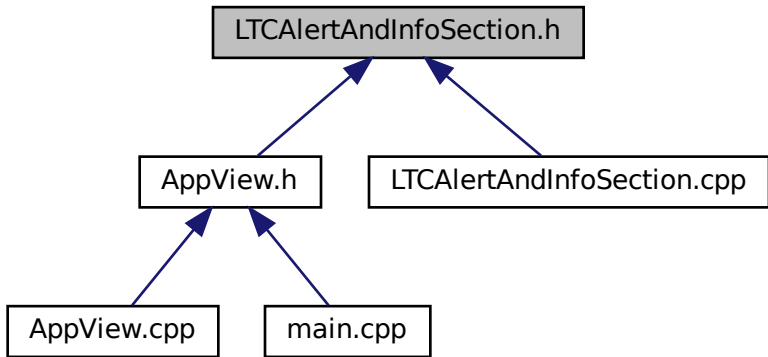 LTCAlertAndInfoSection.h
AppView.h
LTCAlertAndInfoSection.cpp
AppView.cpp
main.cpp